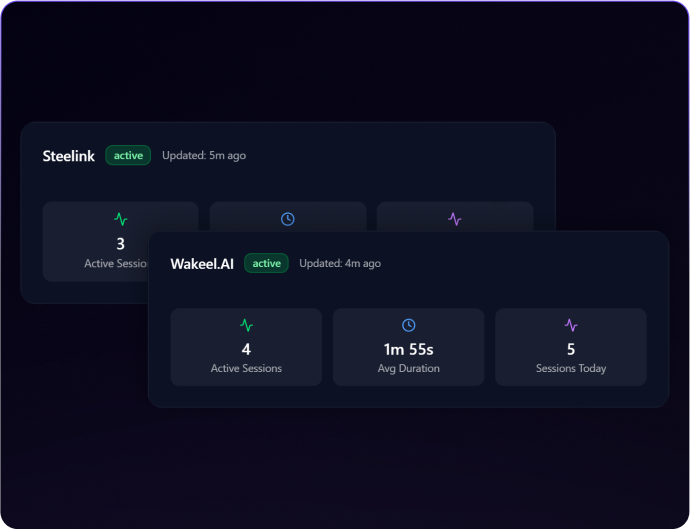 Steelink active Updated: 5m ago
3
Active Sessio
Wakeel.AI active Updated: 4m ago
4 1m 55s 5
Active Sessions Avg Duration Sessions Today